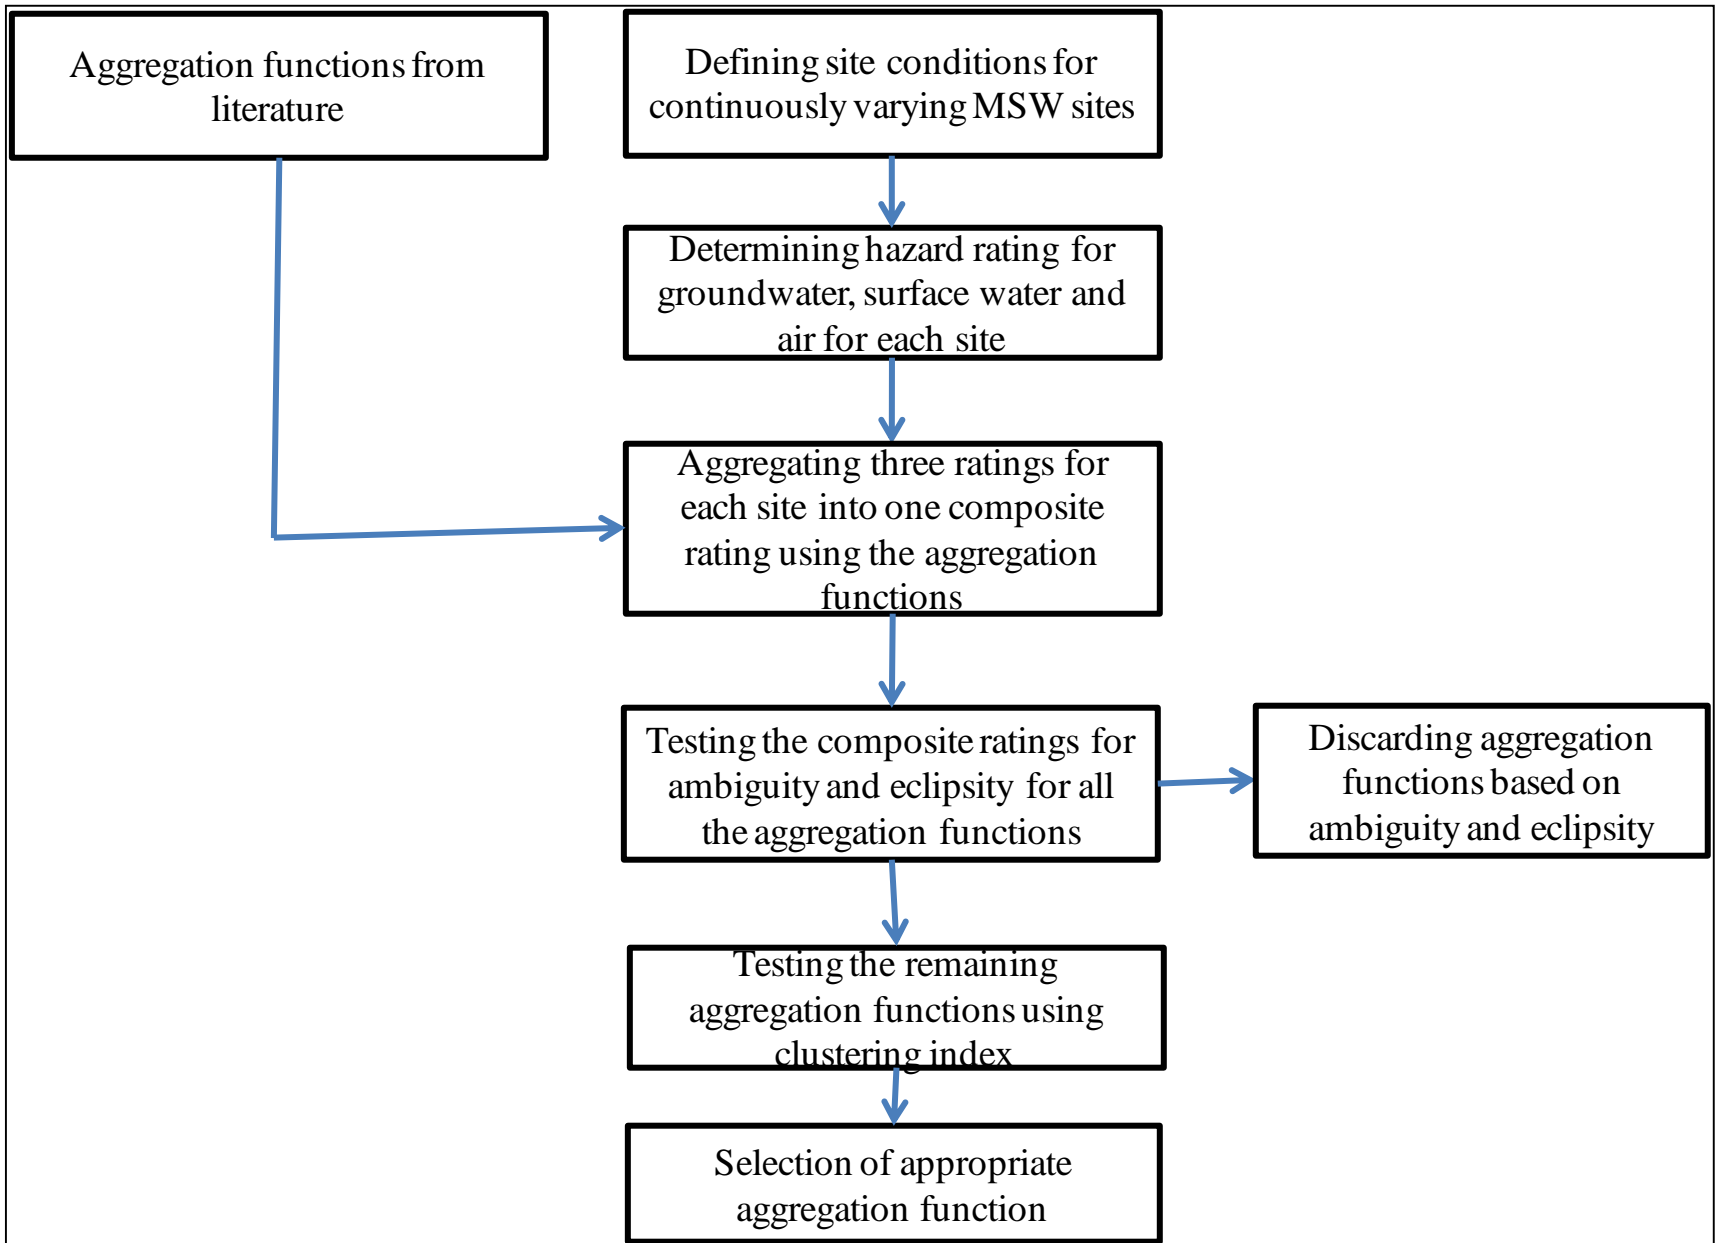 Aggregation functions from
literature
Defining site conditions for
continuously varying MSW sites
Determining hazard rating for
groundwater, surface water and
air for each site
Aggregating three ratings for
each site into one composite
rating using the aggregation
functions
Testing the composite ratings for
ambiguity and eclipsity for all
the aggregation functions
Discarding aggregation
functions based on
ambiguity and eclipsity
Testing the remaining
aggregation functions using
clustering index
Selection of appropriate
aggregation function